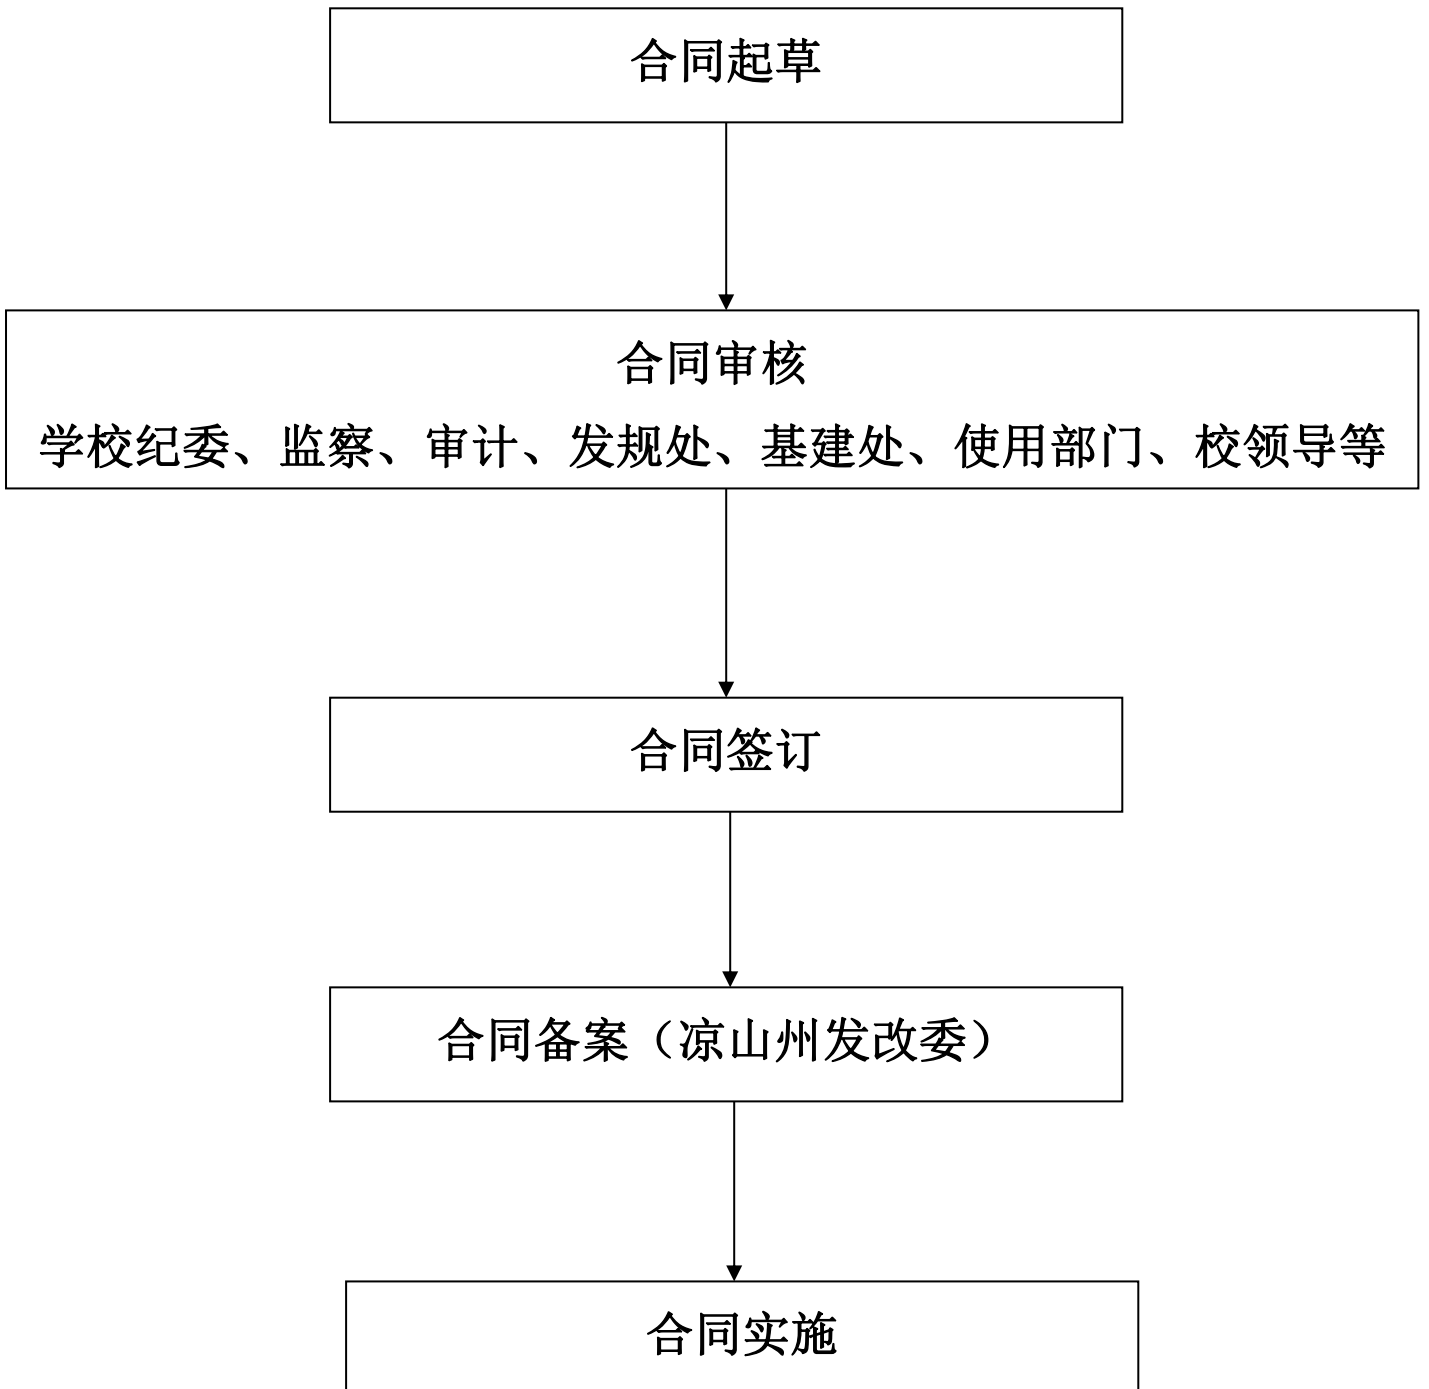 合同起草
合同审核
学校纪委、监察、审计、发规处、基建处、使用部门、校领导等
合同签订
合同备案（凉山州发改委）
合同实施